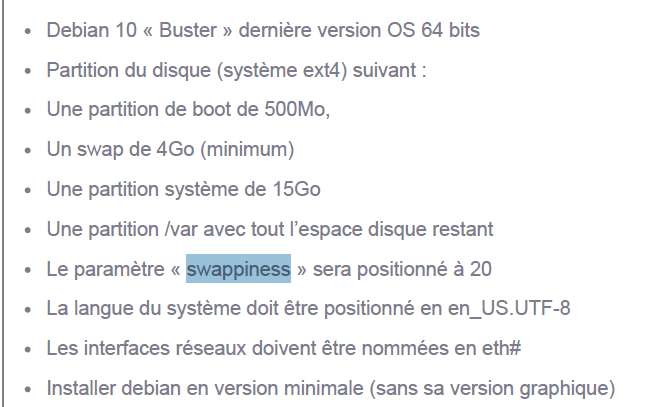 • Debian 10 « Buster » dernière version OS 64 bits
• Partition du disque (système ext4) suivant :
• Une partition de boot de 500Mo,
• Un swap de 4Go (minimum)
• Une partition système de 15Go
• Une partition /var avec tout l’espace disque restant
• Le paramètre « swappiness » sera positionné à 20
• La langue du système doit être positionné en en_US.UTF-8
• Les interfaces réseaux doivent être nommées en eth#
• Installer debian en version minimale (sans sa version graphique)